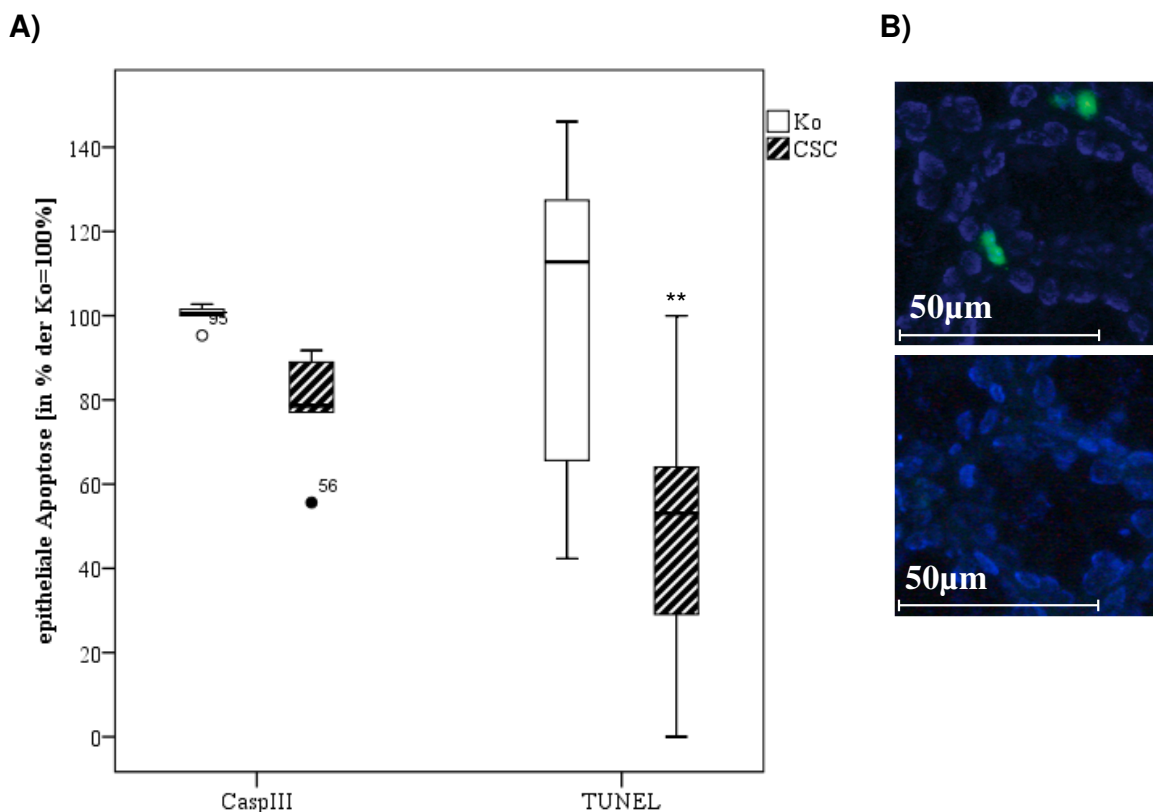 A)
B)
epitheliale Apoptose [in % der Ko=100%]
140
120
100
80
60
40
20
0
Ko
CSC
95
56
**
CaspIII
TUNEL
50µm
50µm